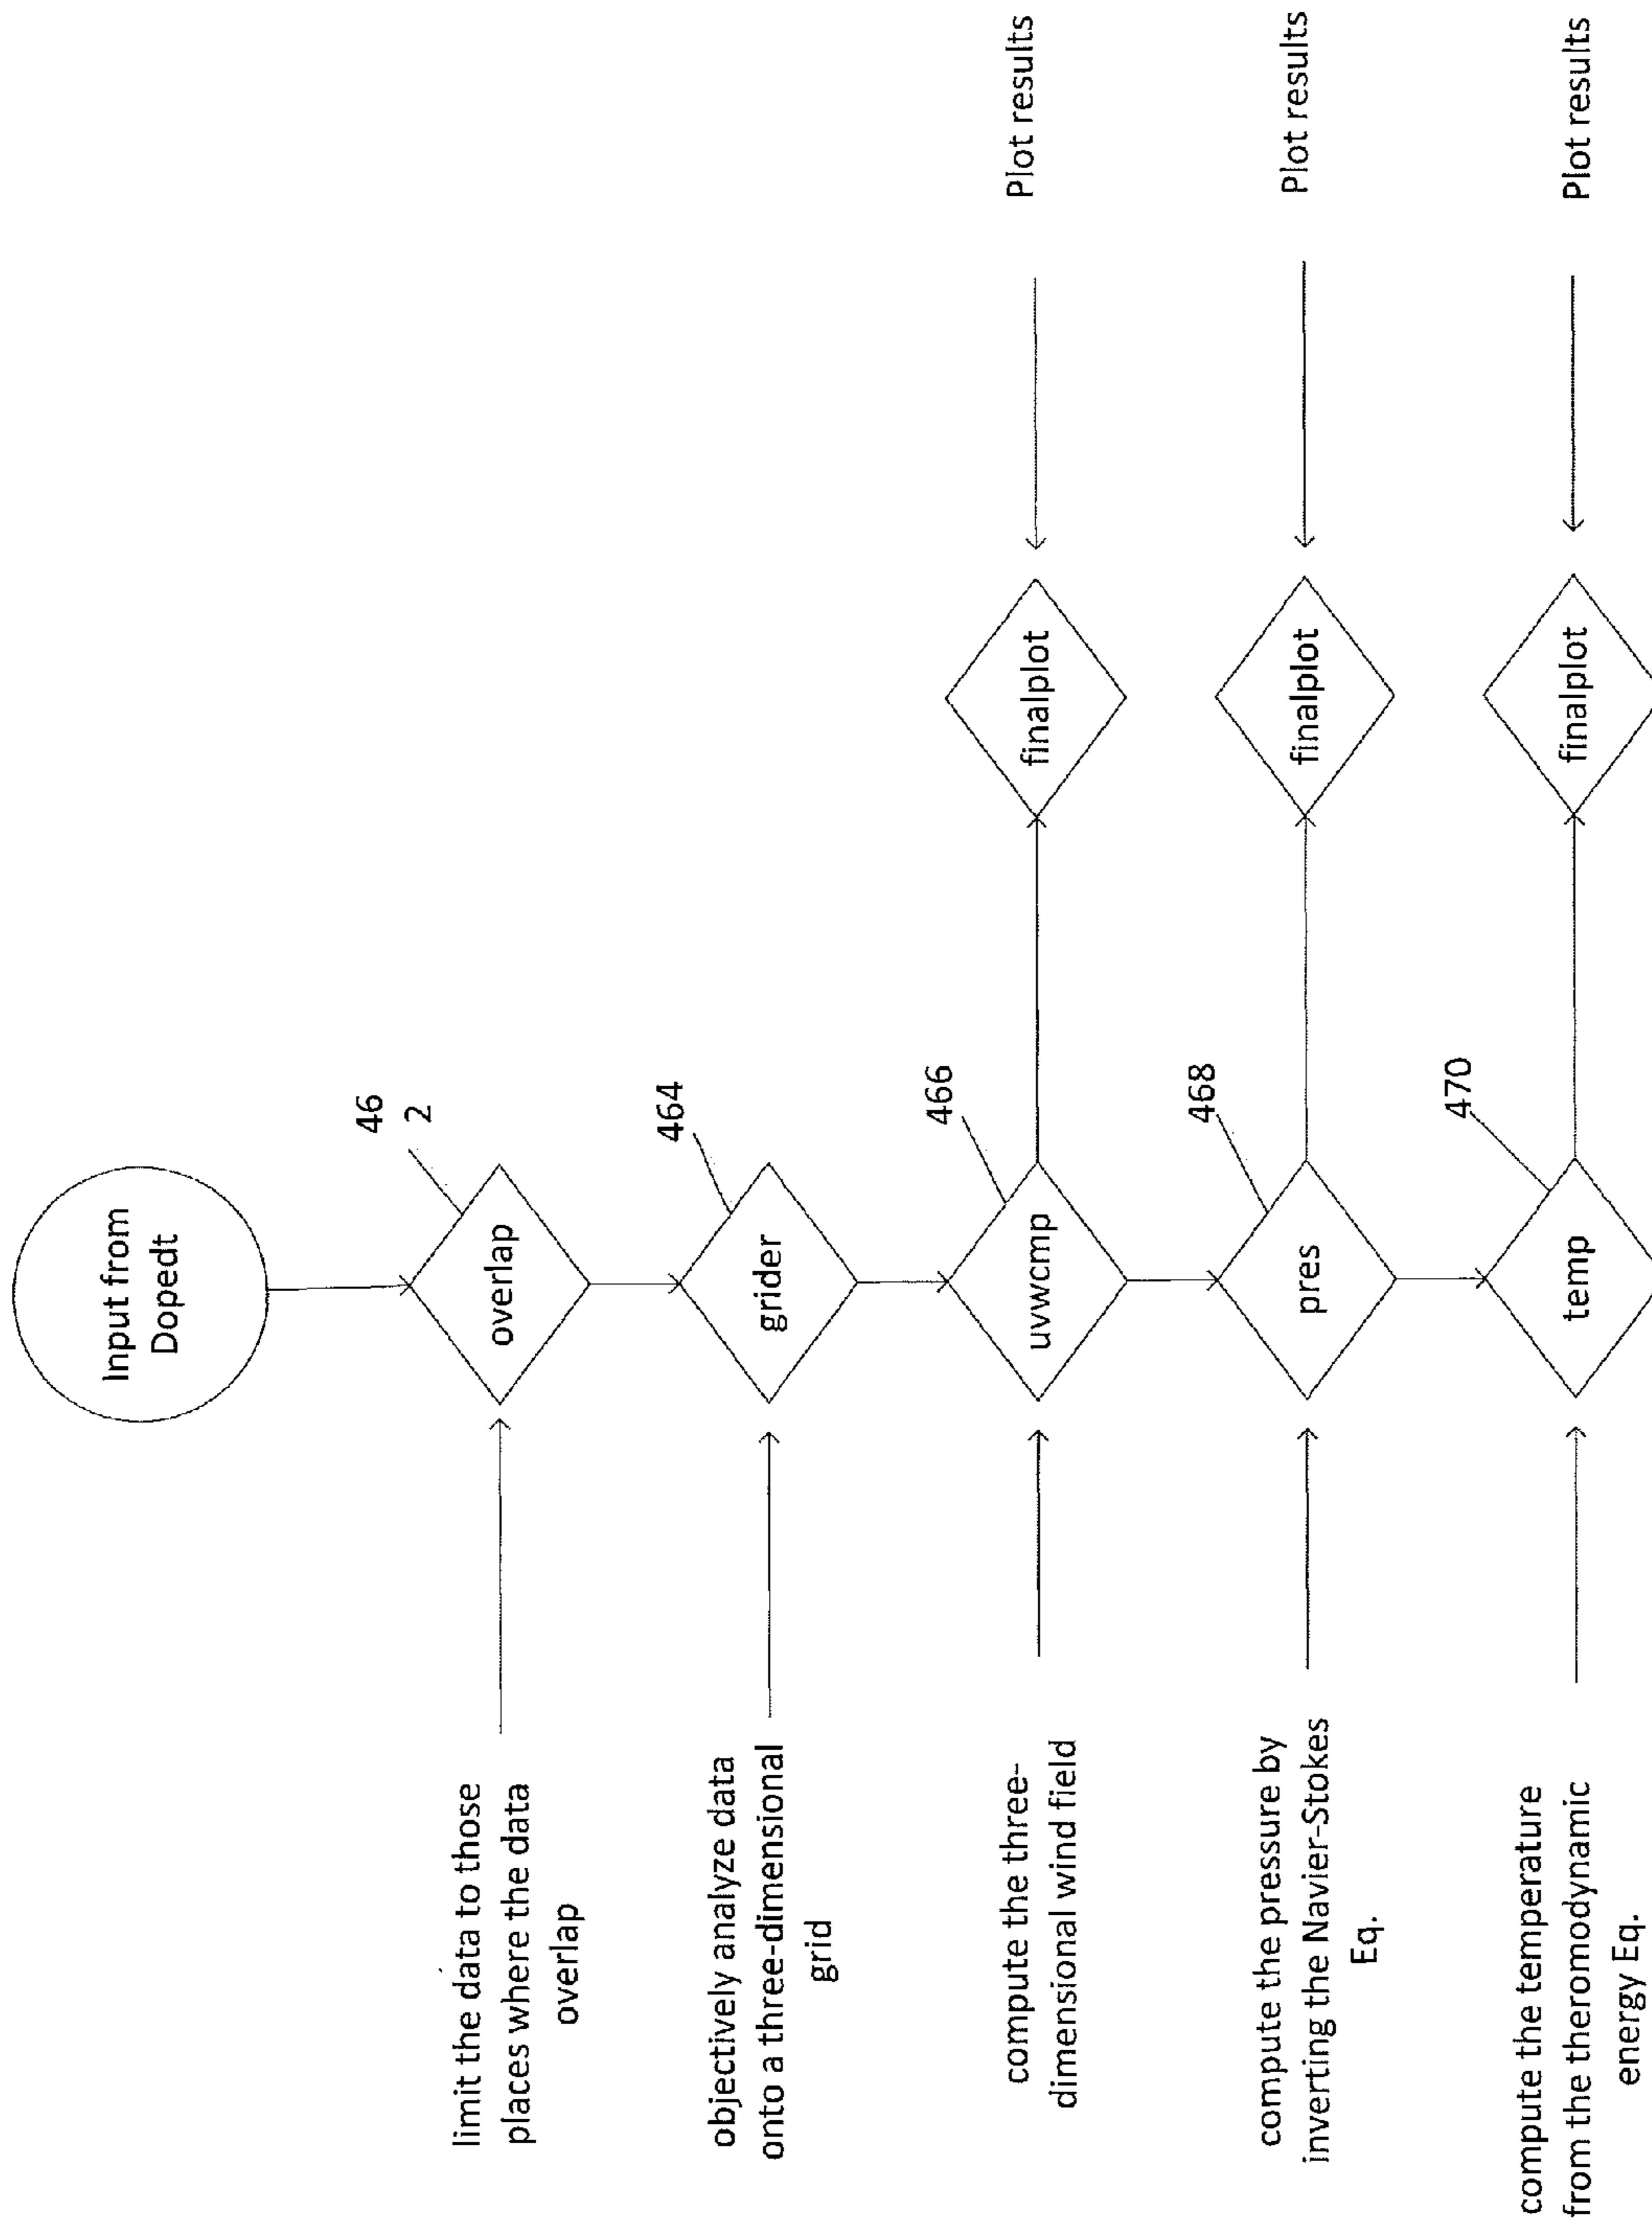 Input from
Dopedt
limit the data to those
places where the data
overlap
overlap
46
2
objectively analyze data
onto a three-dimensional
grid
grider
464
compute the three-
dimensional wind field
uvwcmp
466
finalplot
Plot results
compute the pressure by
inverting the Navier-Stokes
Eq.
pres
468
finalplot
Plot results
compute the temperature
from the theromodynamic
energy Eq.
temp
470
finalplot
Plot results